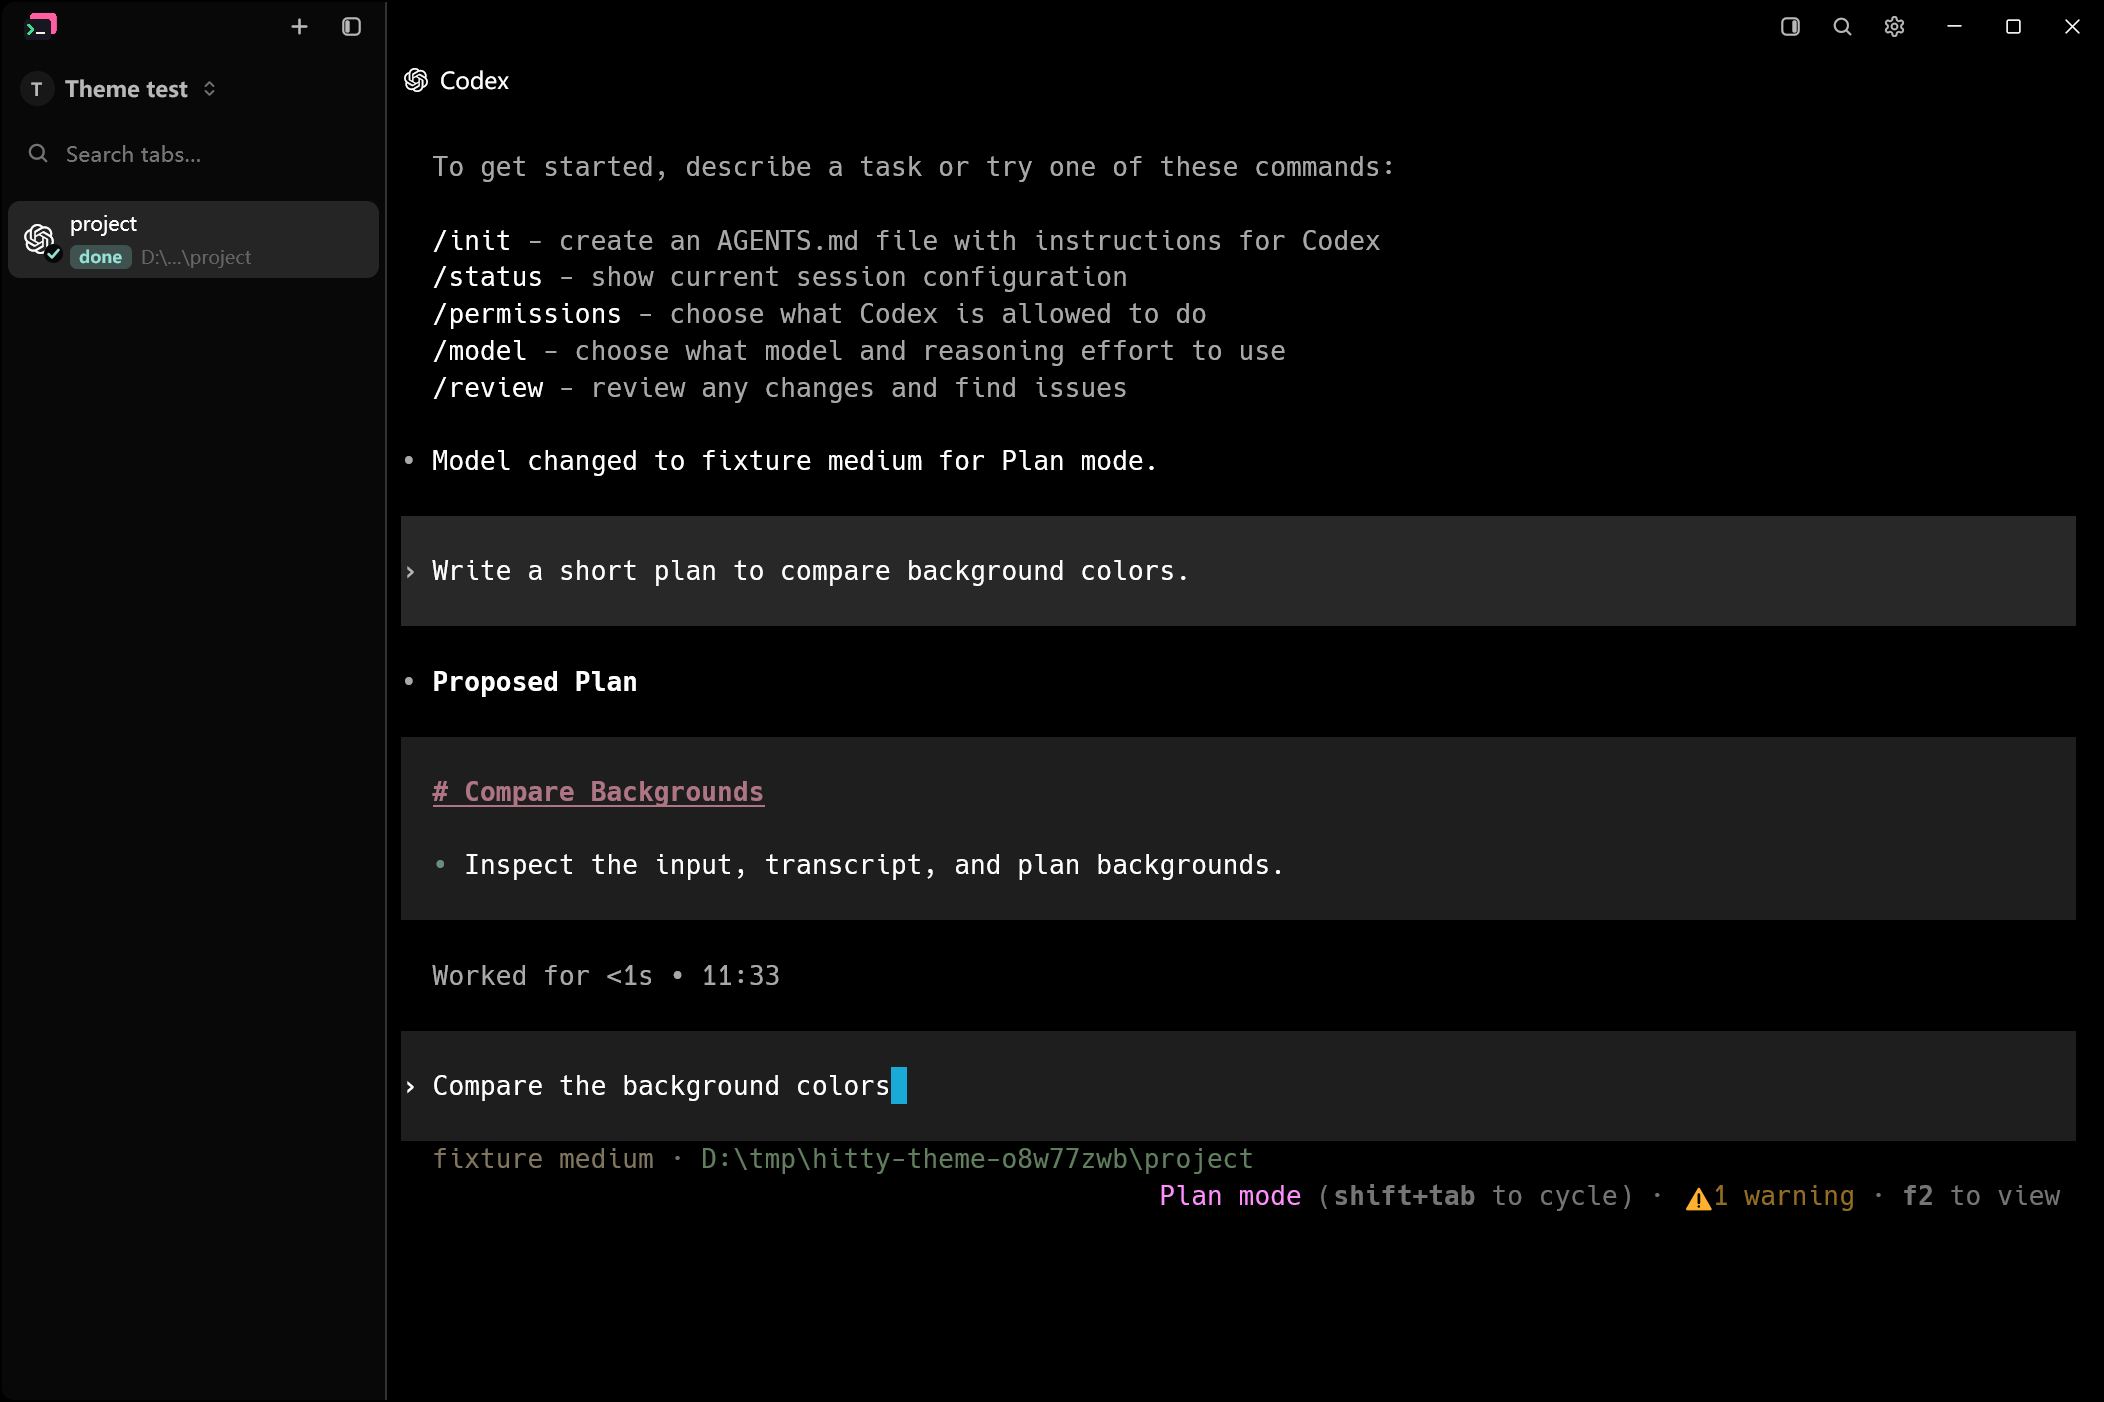 T Theme test
Search tabs...
project
done D:\...\project
Codex
To get started, describe a task or try one of these commands:
/init - create an AGENTS.md file with instructions for Codex
/status - show current session configuration
/permissions - choose what Codex is allowed to do
/model - choose what model and reasoning effort to use
/review - review any changes and find issues
• Model changed to fixture medium for Plan mode.
› Write a short plan to compare background colors.
• Proposed Plan
# Compare Backgrounds
• Inspect the input, transcript, and plan backgrounds.
Worked for <1s • 11:33
› Compare the background colors
fixture medium · D:\tmp\hitty-theme-o8w77zwb\project
Plan mode (shift+tab to cycle) · ⚠1 warning · f2 to view